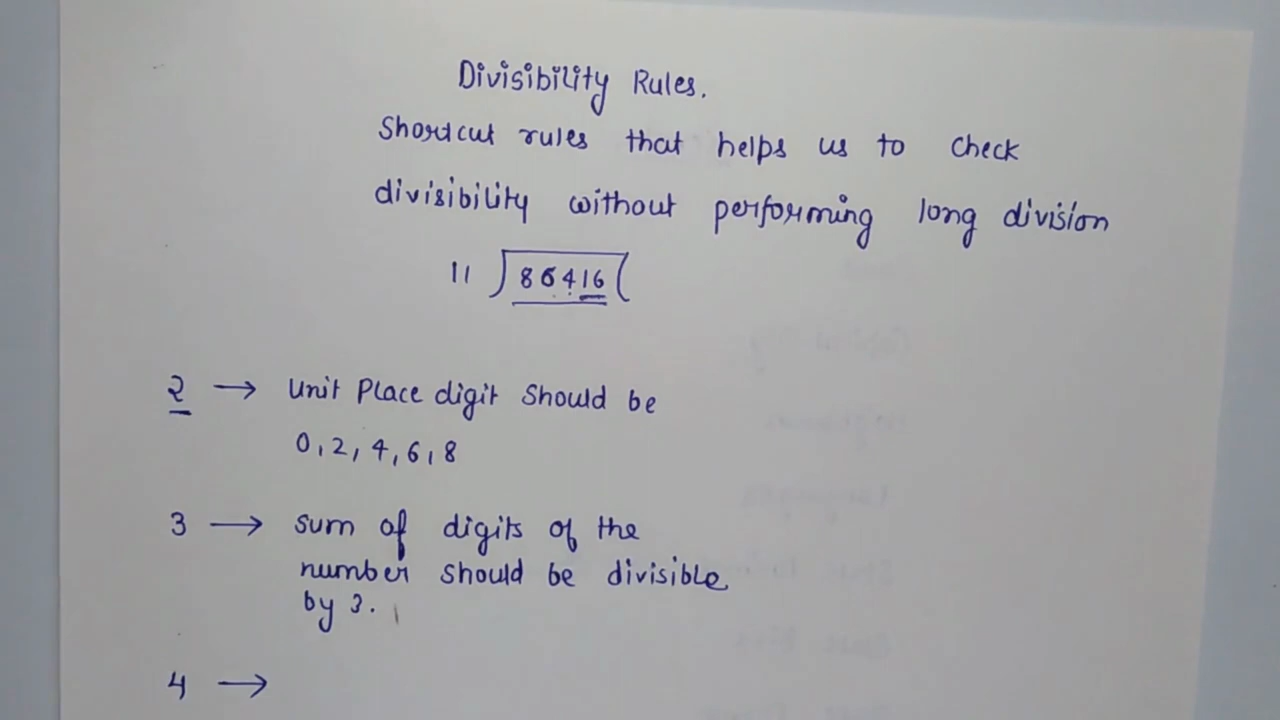 Divisibility Rules.
Shortcut rules that helps us to check
divisibility without performing long division
11 ) 86416 (
2 → Unit Place digit Should be
0, 2, 4, 6, 8
3 → sum of digits of the
number should be divisible
by 3.
4 →